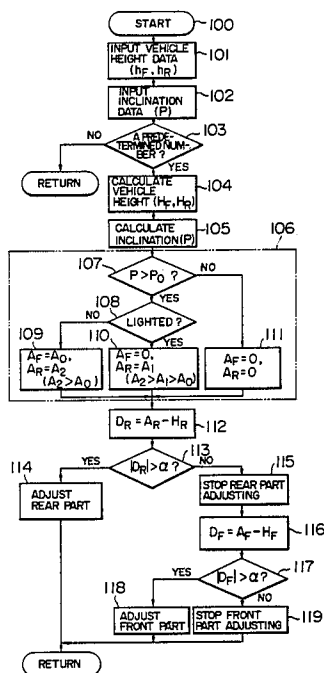 START
100
INPUT VEHICLE
HEIGHT DATA
(hF, hR)
101
INPUT
INCLINATION
DATA (P)
102
103
A PREDE-
TERMINED NUM-
BER ?
NO
YES
RETURN
CALCULATE
VEHICLE
HEIGHT (HF, HR)
104
105
CALCULATE
INCLINATION (P)
106
107
P > P0 ?
NO
YES
108
LIGHTED ?
NO
YES
109
AF = A0,
AR = A2
(A2 > A0)
110
AF = 0,
AR = A1
(A2 > A1 > A0)
111
AF = 0,
AR = 0
DR = AR − HR
112
113
|DR| > α ?
YES
NO
114
ADJUST
REAR PART
115
STOP REAR PART
ADJUSTING
DF = AF − HF
116
117
|DF| > α ?
YES
NO
118
ADJUST
FRONT PART
STOP FRONT
PART ADJUSTING
119
RETURN